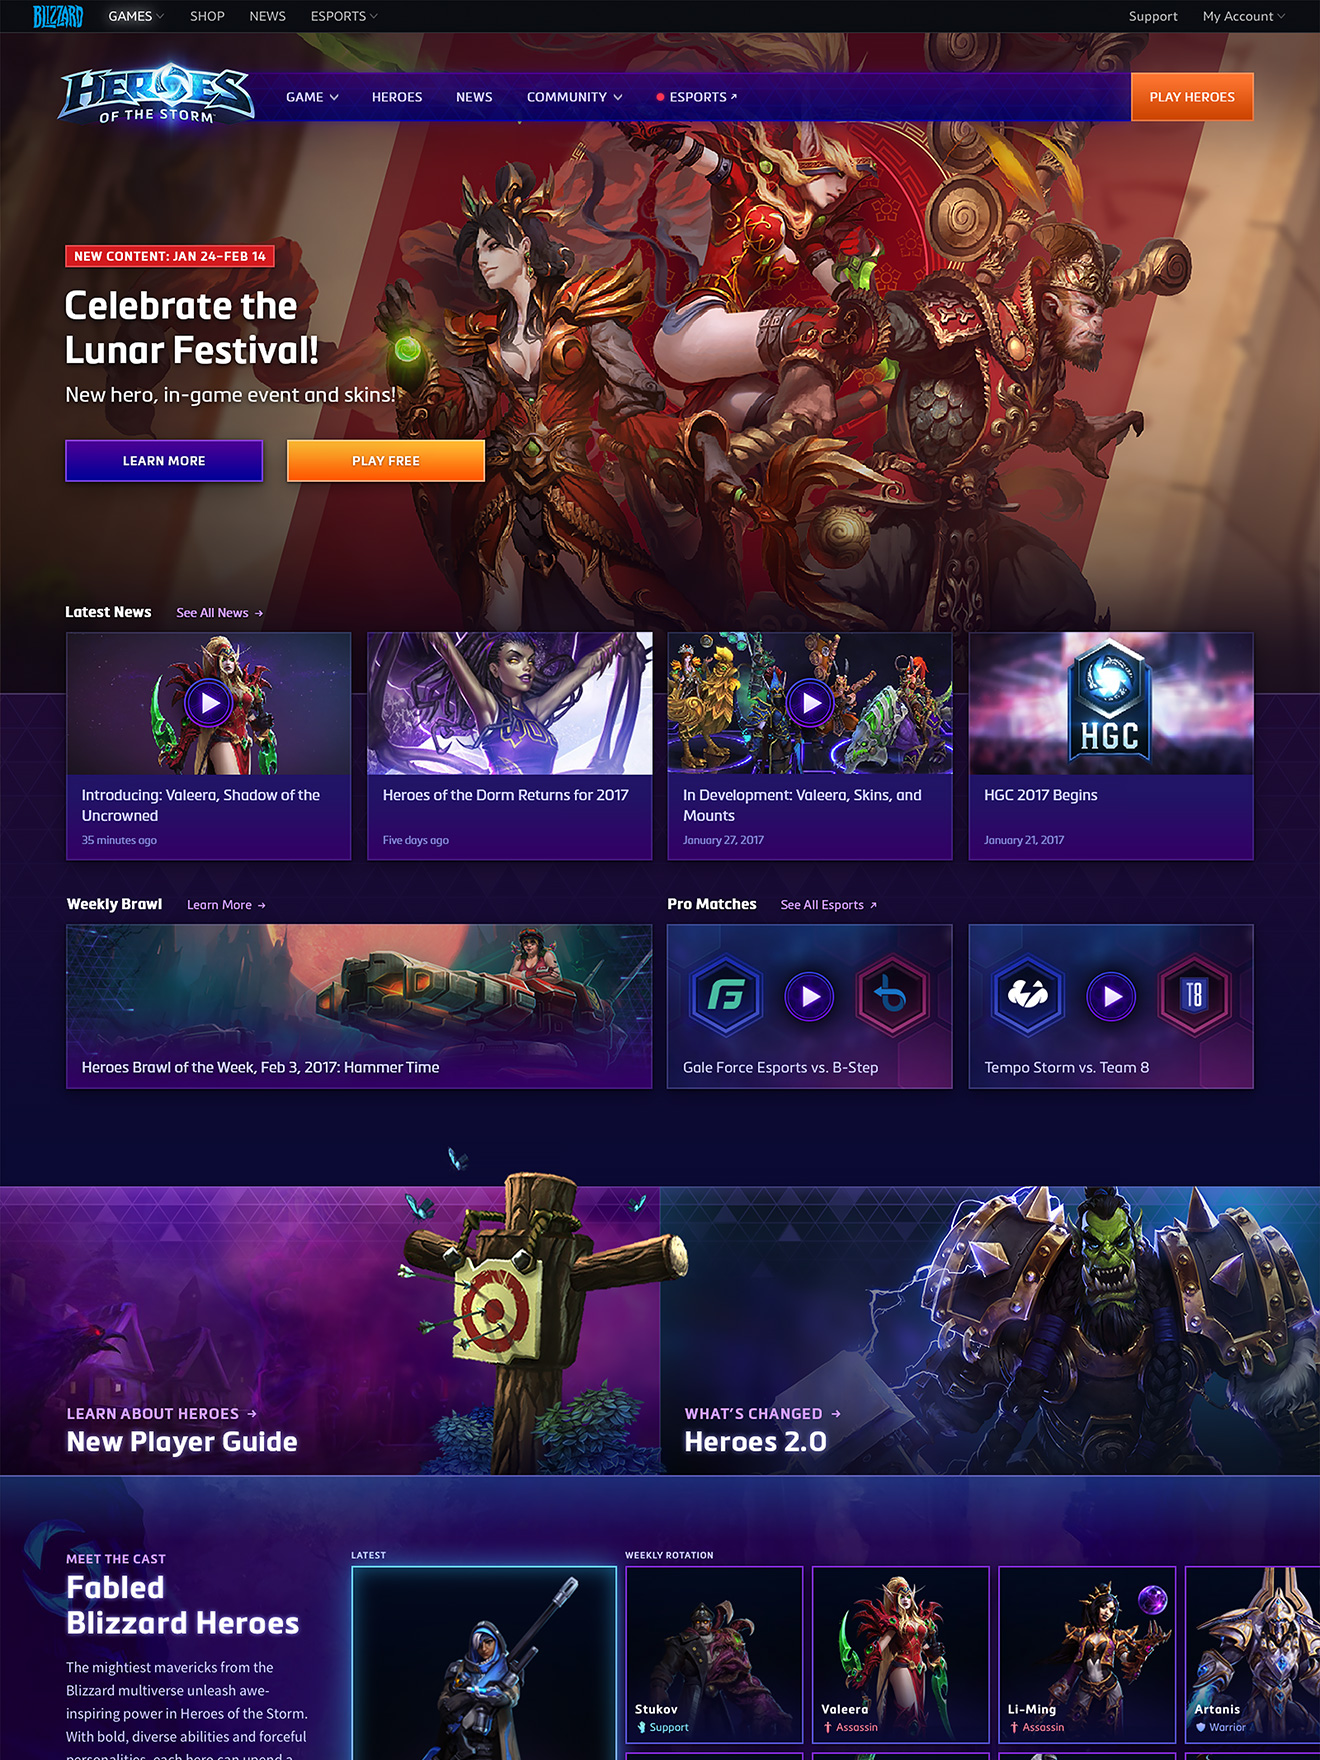 BLIZZARD
GAMES SHOP NEWS ESPORTS Support My Account
HEROES
OF THE STORM
GAME HEROES NEWS COMMUNITY ESPORTS PLAY HEROES
NEW CONTENT: JAN 24–FEB 14
Celebrate the
Lunar Festival!
New hero, in-game event and skins!
LEARN MORE PLAY FREE
Latest News See All News →
HGC
Introducing: Valeera, Shadow of the
Uncrowned
35 minutes ago
Heroes of the Dorm Returns for 2017
Five days ago
In Development: Valeera, Skins, and
Mounts
January 27, 2017
HGC 2017 Begins
January 21, 2017
Weekly Brawl Learn More →
Heroes Brawl of the Week, Feb 3, 2017: Hammer Time
Pro Matches See All Esports ↗
Gale Force Esports vs. B-Step
T8
Tempo Storm vs. Team 8
LEARN ABOUT HEROES →
New Player Guide
WHAT'S CHANGED →
Heroes 2.0
MEET THE CAST
Fabled
Blizzard Heroes
The mightiest mavericks from the
Blizzard multiverse unleash awe-
inspiring power in Heroes of the Storm.
With bold, diverse abilities and forceful
personalities, each hero can upend a
LATEST
WEEKLY ROTATION
Stukov
Support
Valeera
Assassin
Li-Ming
Assassin
Artanis
Warrior